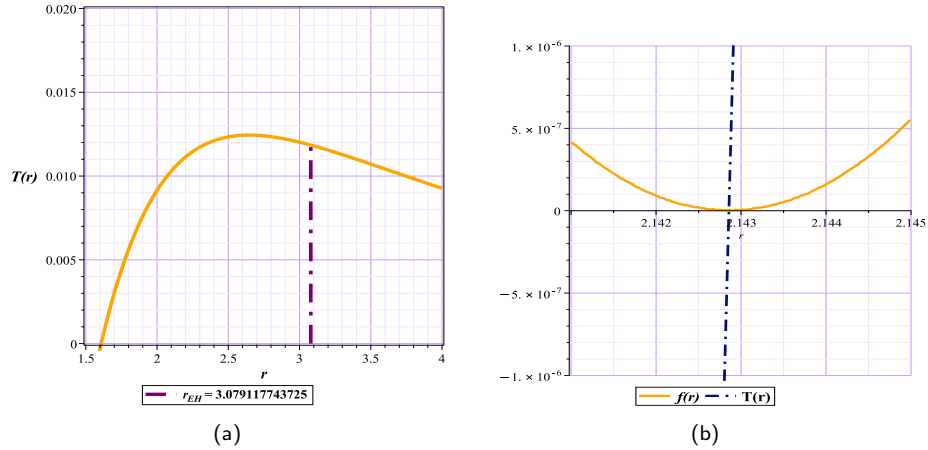 0.020
0.015
0.010
0.005
0
T(r)
1.5 2 2.5 3 3.5 4
r
r_EH = 3.079117743725
(a)
1. × 10^-6
5. × 10^-7
0
−5. × 10^-7
−1. × 10^-6
2.142 2.143 2.144 2.145
r
f(r) T(r)
(b)